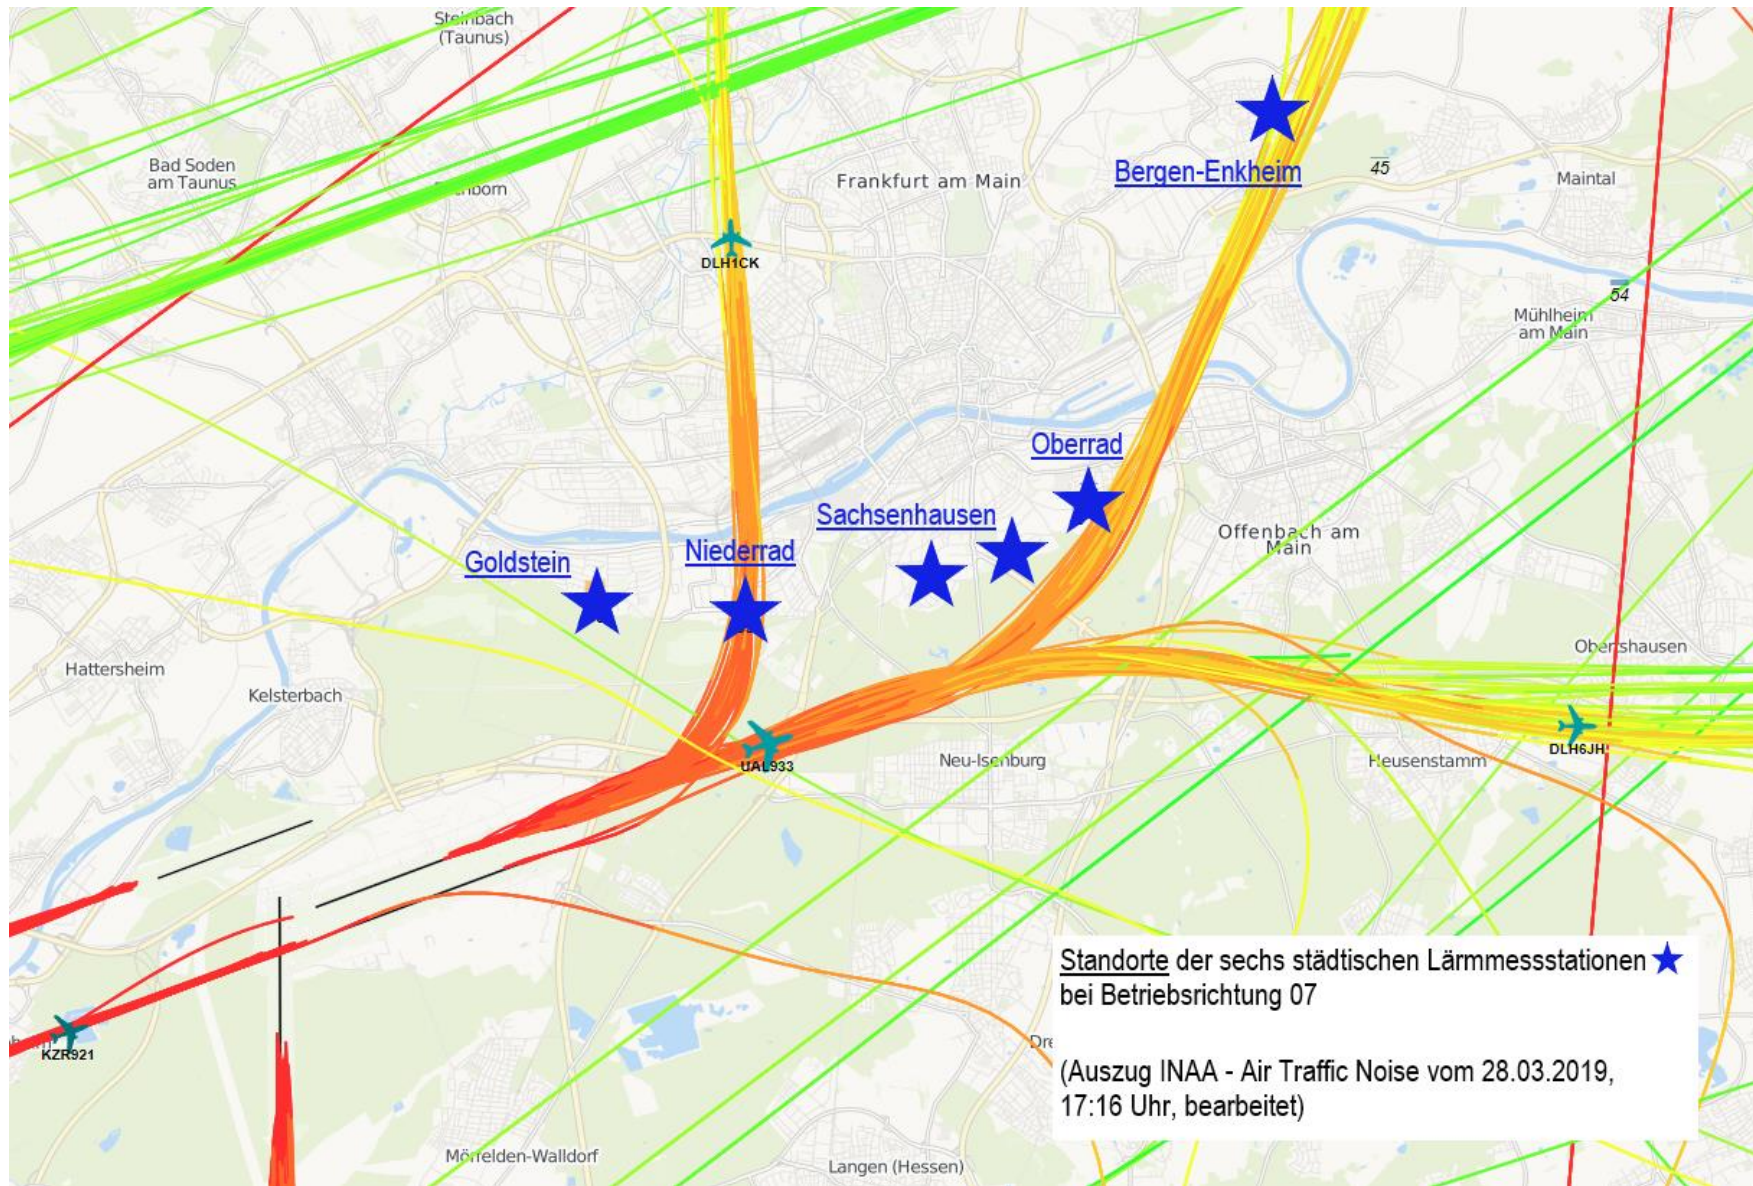 Steinbach
(Taunus)
Bad Soden
am Taunus
Frankfurt am Main
Bergen-Enkheim
45
Maintal
DLH1CK
54
Mühlheim
am Main
Oberrad
Sachsenhausen
Offenbach am
Main
Goldstein
Niederrad
Hattersheim
Kelsterbach
Obertshausen
UAL933
Neu-Isenburg
Heusenstamm
DLH6JH
KZR921
Standorte der sechs städtischen Lärmmessstationen
bei Betriebsrichtung 07
Dre
(Auszug INAA - Air Traffic Noise vom 28.03.2019,
17:16 Uhr, bearbeitet)
Mörfelden-Walldorf
Langen (Hessen)